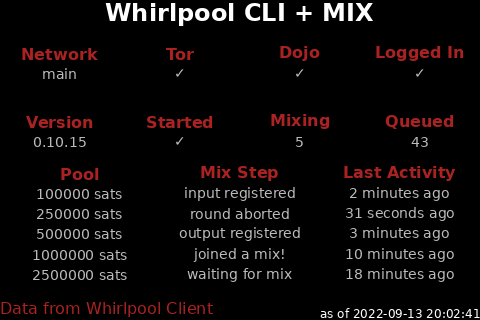 Whirlpool CLI + MIX
Network Tor Dojo Logged In
main ✓ ✓ ✓
Version Started Mixing Queued
0.10.15 ✓ 5 43
Pool Mix Step Last Activity
100000 sats input registered 2 minutes ago
250000 sats round aborted 31 seconds ago
500000 sats output registered 3 minutes ago
1000000 sats joined a mix! 10 minutes ago
2500000 sats waiting for mix 18 minutes ago
Data from Whirlpool Client as of 2022-09-13 20:02:41